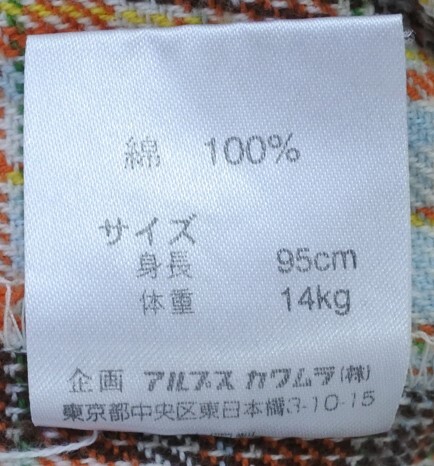 綿 100%
サイズ
身長 95cm
体重 14kg
企画 アルプス カワムラ(株)
東京都中央区東日本橋3-10-15